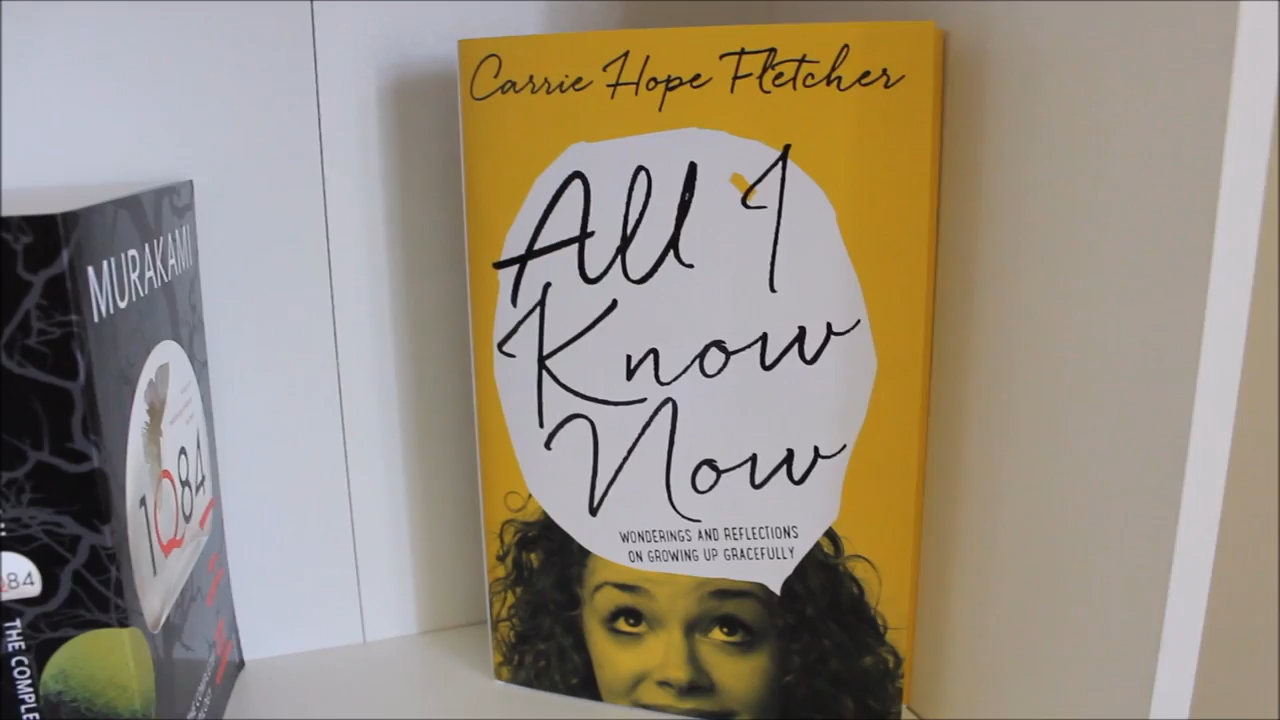 MURAKAMI
1Q84
84
THE COMPLE
Carrie Hope Fletcher
All I
Know
Now
WONDERINGS AND REFLECTIONS
ON GROWING UP GRACEFULLY